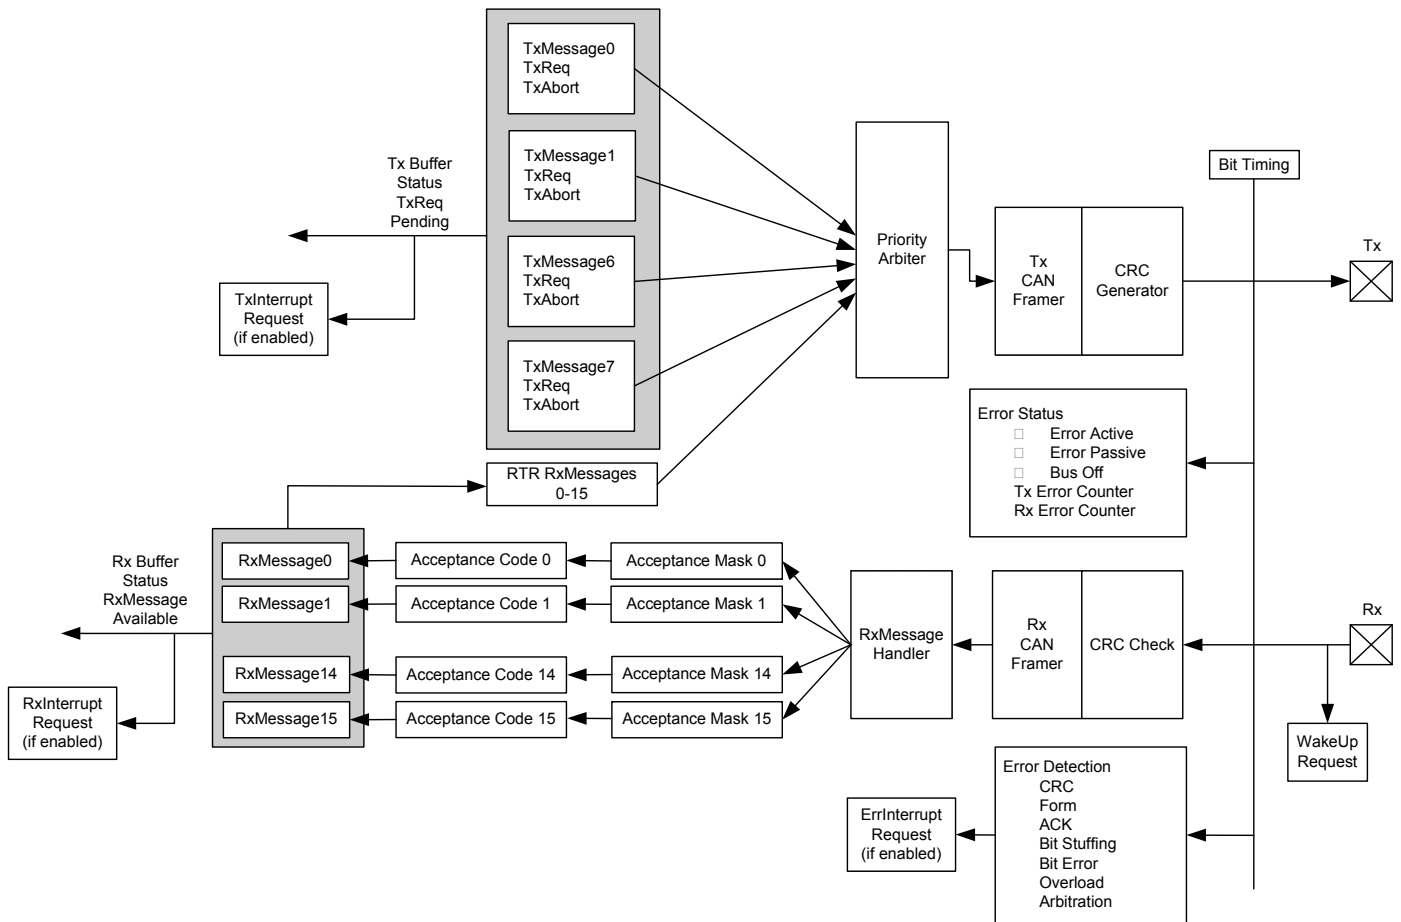 TxMessage0
TxReq
TxAbort
TxMessage1
TxReq
TxAbort
TxMessage6
TxReq
TxAbort
TxMessage7
TxReq
TxAbort
Tx Buffer
Status
TxReq
Pending
TxInterrupt
Request
(if enabled)
Priority
Arbiter
Tx
CAN
Framer
CRC
Generator
Bit Timing
Tx
Error Status
Error Active
Error Passive
Bus Off
Tx Error Counter
Rx Error Counter
RTR RxMessages
0-15
Rx Buffer
Status
RxMessage
Available
RxInterrupt
Request
(if enabled)
RxMessage0
Acceptance Code 0
Acceptance Mask 0
RxMessage1
Acceptance Code 1
Acceptance Mask 1
RxMessage14
Acceptance Code 14
Acceptance Mask 14
RxMessage15
Acceptance Code 15
Acceptance Mask 15
RxMessage
Handler
Rx
CAN
Framer
CRC Check
Rx
WakeUp
Request
ErrInterrupt
Request
(if enabled)
Error Detection
CRC
Form
ACK
Bit Stuffing
Bit Error
Overload
Arbitration